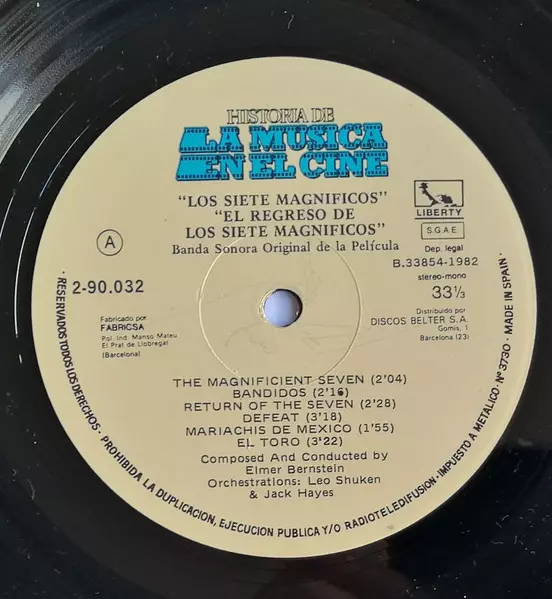 HISTORIA DE
LA MUSICA
EN EL CINE
"LOS SIETE MAGNIFICOS"
"EL REGRESO DE
LOS SIETE MAGNIFICOS"
Banda Sonora Original de la Película
LIBERTY
S.G.A.E.
Dep. legal
B.33854-1982
stereo-mono
33⅓
A
2-90.032
Fabricado por
FABRICSA
Pol. Ind. Manso Mateu
El Prat de Llobregal
(Barcelona)
Distribuido por
DISCOS BELTER S.A.
Gomis, 1
Barcelona (23)
THE MAGNIFICIENT SEVEN (2'04)
BANDIDOS (2'16)
RETURN OF THE SEVEN (2'28)
DEFEAT (3'18)
MARIACHIS DE MEXICO (1'55)
EL TORO (3'22)
Composed And Conducted by
Elmer Bernstein
Orchestrations: Leo Shuken
& Jack Hayes
· RESERVADOS TODOS LOS DERECHOS · PROHIBIDA LA DUPLICACION, EJECUCION PUBLICA Y/O RADIOTELEDIFUSION · IMPUESTO A METALICO · Nº 3730 · MADE IN SPAIN ·